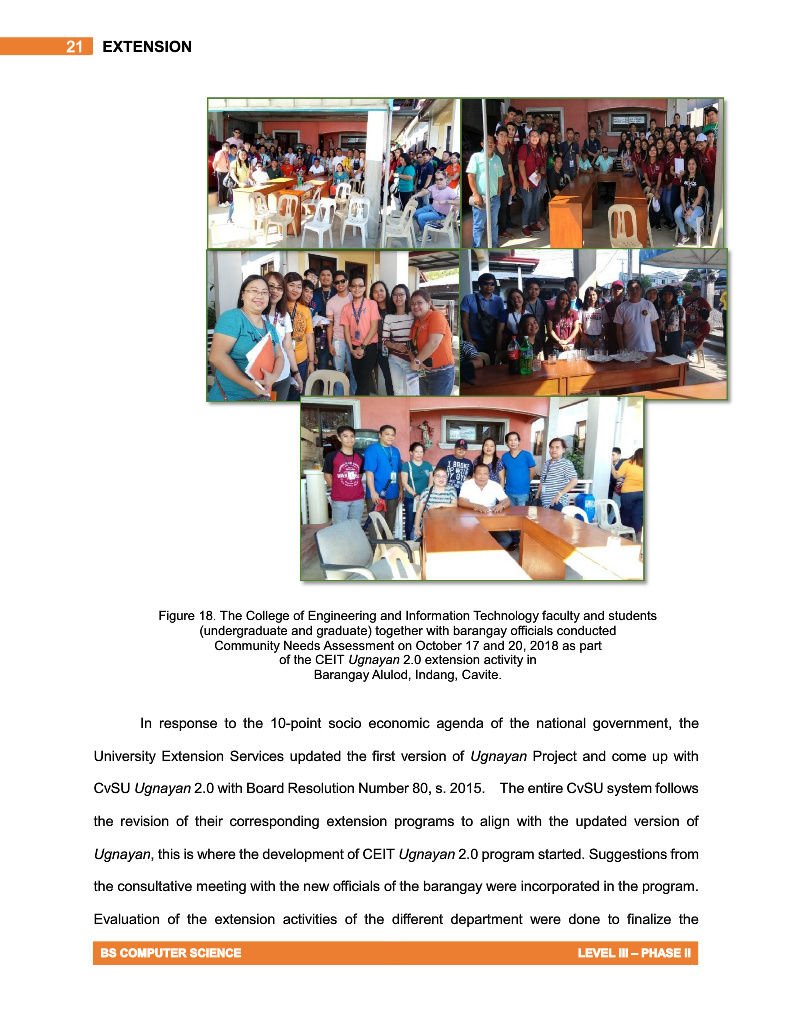 21 EXTENSION
Figure 18. The College of Engineering and Information Technology faculty and students
(undergraduate and graduate) together with barangay officials conducted
Community Needs Assessment on October 17 and 20, 2018 as part
of the CEIT Ugnayan 2.0 extension activity in
Barangay Alulod, Indang, Cavite.
In response to the 10-point socio economic agenda of the national government, the
University Extension Services updated the first version of Ugnayan Project and come up with
CvSU Ugnayan 2.0 with Board Resolution Number 80, s. 2015. The entire CvSU system follows
the revision of their corresponding extension programs to align with the updated version of
Ugnayan, this is where the development of CEIT Ugnayan 2.0 program started. Suggestions from
the consultative meeting with the new officials of the barangay were incorporated in the program.
Evaluation of the extension activities of the different department were done to finalize the
BS COMPUTER SCIENCE LEVEL III – PHASE II